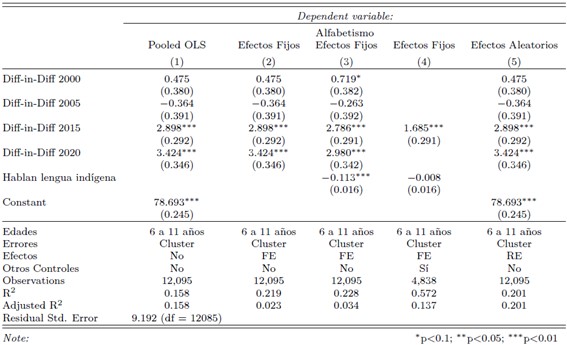 Dependent variable:
Alfabetismo
Pooled OLS Efectos Fijos Efectos Fijos Efectos Fijos Efectos Aleatorios
(1) (2) (3) (4) (5)
Diff-in-Diff 2000 0.475 0.475 0.719* 0.475
(0.380) (0.380) (0.382) (0.380)
Diff-in-Diff 2005 −0.364 −0.364 −0.263 −0.364
(0.391) (0.391) (0.392) (0.391)
Diff-in-Diff 2015 2.898*** 2.898*** 2.786*** 1.685*** 2.898***
(0.292) (0.292) (0.291) (0.291) (0.292)
Diff-in-Diff 2020 3.424*** 3.424*** 2.980*** 3.424***
(0.346) (0.346) (0.342) (0.346)
Hablan lengua indígena −0.113*** −0.008
(0.016) (0.016)
Constant 78.693*** 78.693***
(0.245) (0.245)
Edades 6 a 11 años 6 a 11 años 6 a 11 años 6 a 11 años 6 a 11 años
Errores Cluster Cluster Cluster Cluster Cluster
Efectos No FE FE FE RE
Otros Controles No No No Sí No
Observations 12,095 12,095 12,095 4,838 12,095
R² 0.158 0.219 0.228 0.572 0.201
Adjusted R² 0.158 0.023 0.034 0.137 0.201
Residual Std. Error 9.192 (df = 12085)
Note: *p<0.1; **p<0.05; ***p<0.01